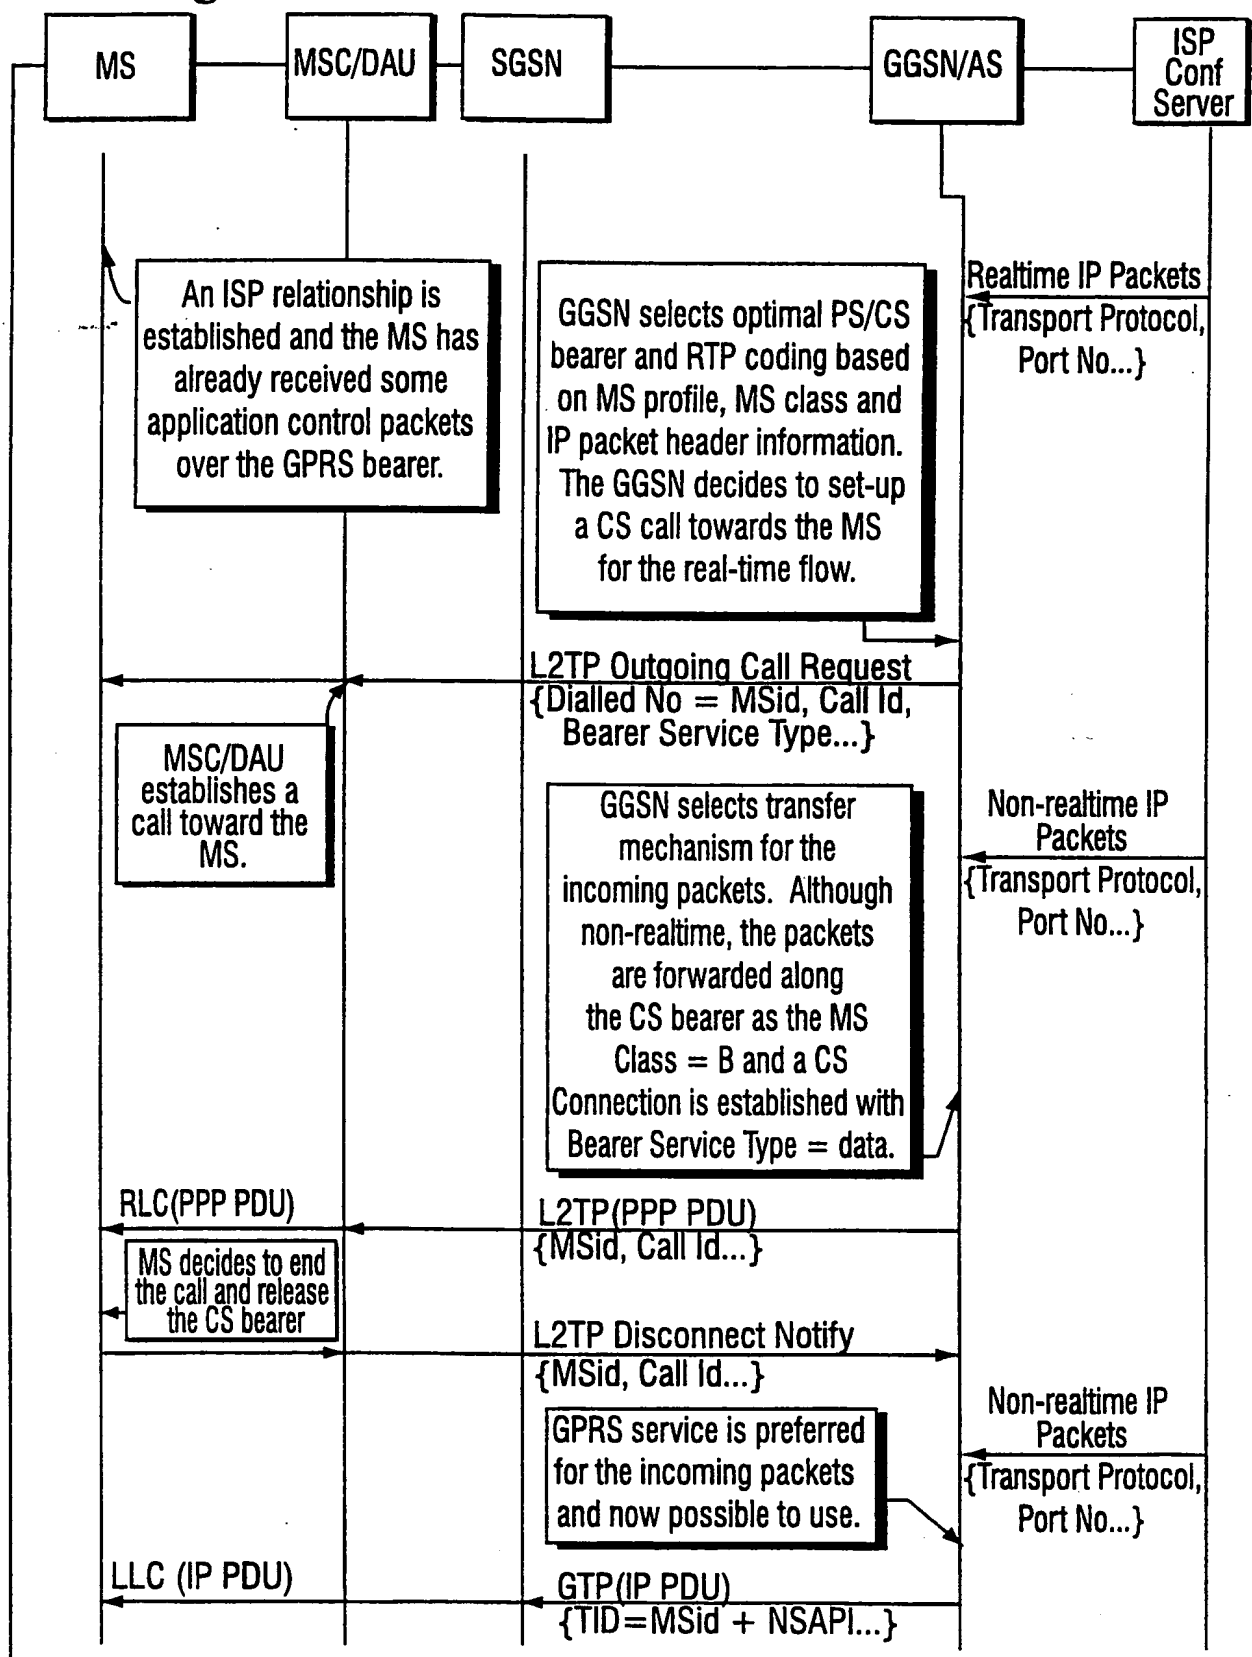 MS
MSC/DAU
SGSN
GGSN/AS
ISP
Conf
Server
An ISP relationship is
established and the MS has
already received some
application control packets
over the GPRS bearer.
GGSN selects optimal PS/CS
bearer and RTP coding based
on MS profile, MS class and
IP packet header information.
The GGSN decides to set-up
a CS call towards the MS
for the real-time flow.
Realtime IP Packets
{Transport Protocol,
Port No...}
L2TP Outgoing Call Request
{Dialled No = MSid, Call Id,
Bearer Service Type...}
MSC/DAU
establishes a
call toward the
MS.
GGSN selects transfer
mechanism for the
incoming packets. Although
non-realtime, the packets
are forwarded along
the CS bearer as the MS
Class = B and a CS
Connection is established with
Bearer Service Type = data.
Non-realtime IP
Packets
{Transport Protocol,
Port No...}
RLC(PPP PDU)
L2TP(PPP PDU)
{MSid, Call Id...}
MS decides to end
the call and release
the CS bearer
L2TP Disconnect Notify
{MSid, Call Id...}
GPRS service is preferred
for the incoming packets
and now possible to use.
Non-realtime IP
Packets
{Transport Protocol,
Port No...}
LLC (IP PDU)
GTP(IP PDU)
{TID=MSid + NSAPI...}